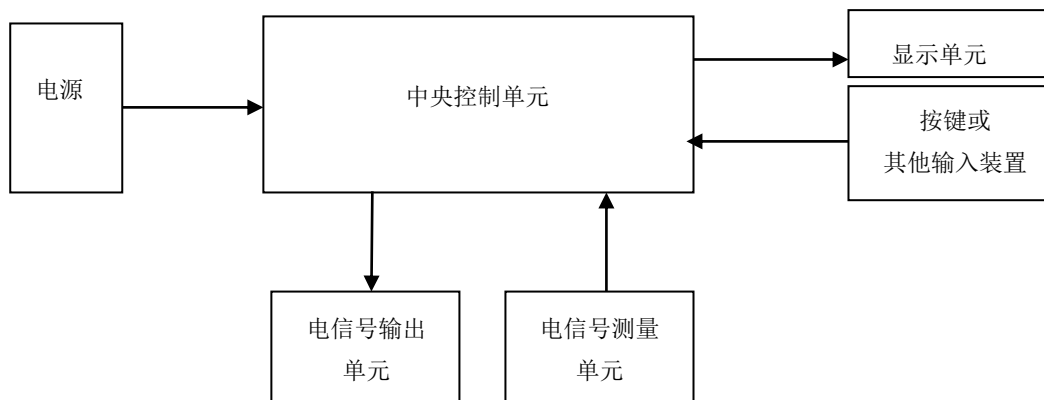 电源
中央控制单元
显示单元
按键或
其他输入装置
电信号输出
单元
电信号测量
单元